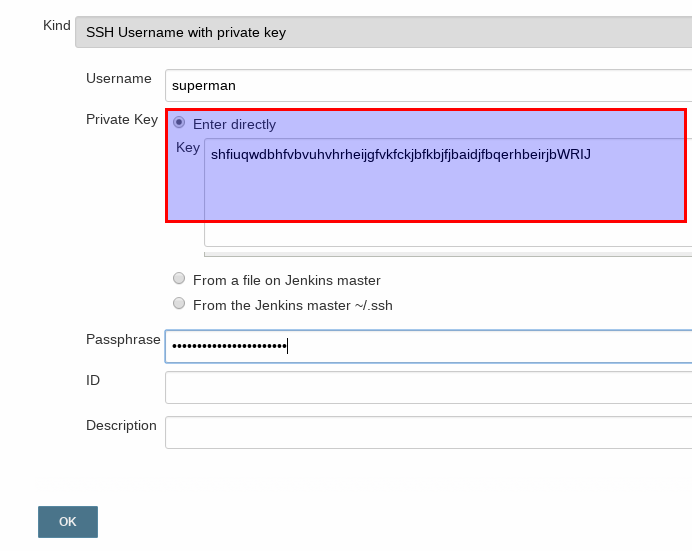 Kind SSH Username with private key
Username superman
Private Key Enter directly
Key shfiuqwdbhfvbvuhvhrheijgfvkfckjbfkbjfjbaidjfbqerhbeirjbWRIJ
From a file on Jenkins master
From the Jenkins master ~/.ssh
Passphrase •••••••••••••••••••••••
ID
Description
OK